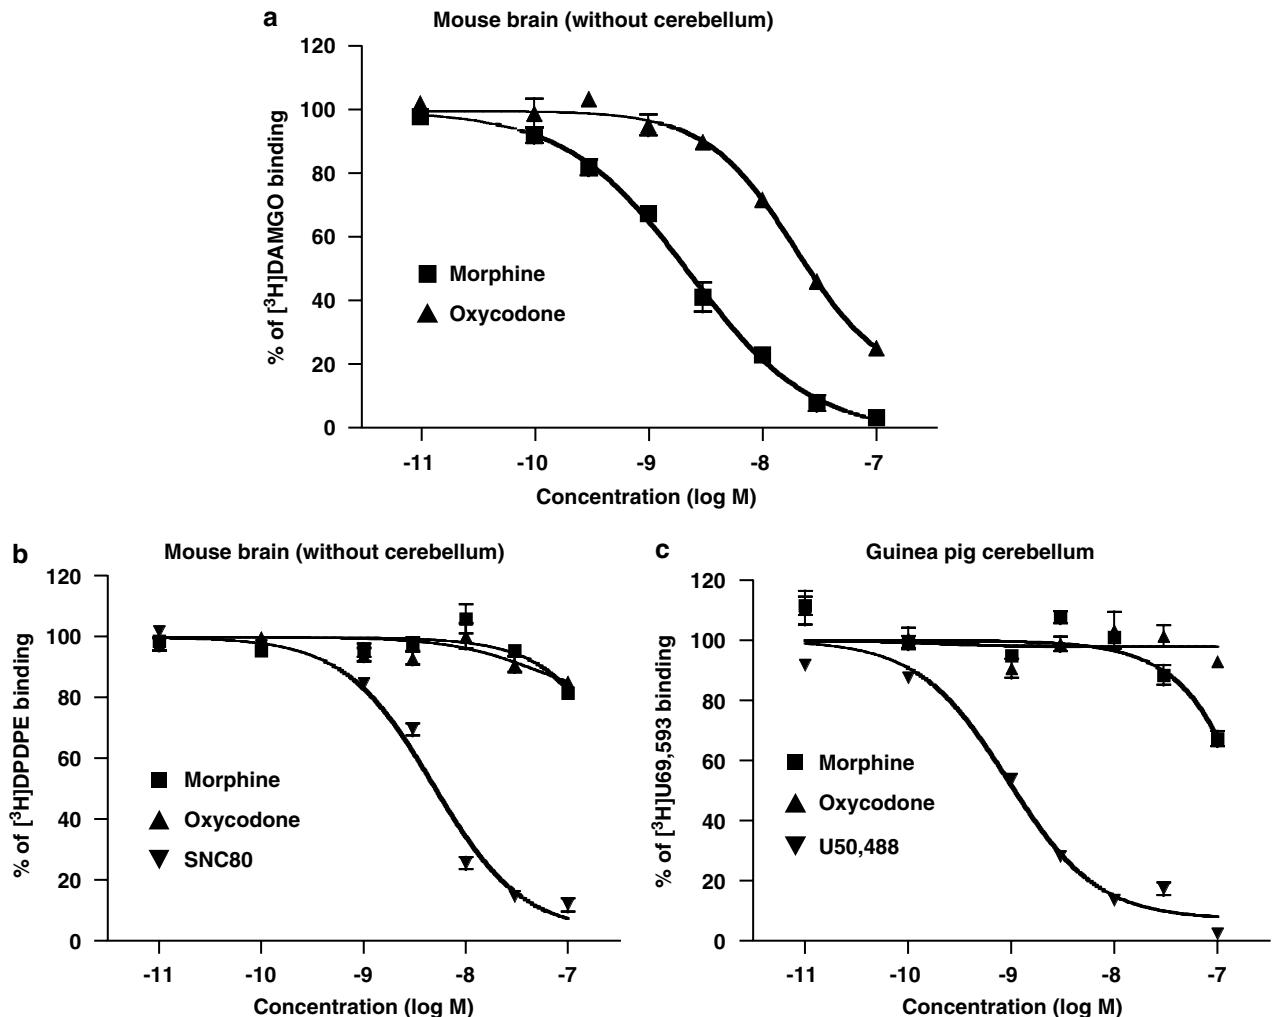 a
Mouse brain (without cerebellum)
% of [³H]DAMGO binding
120
100
80
60
40
20
0
Morphine
Oxycodone
-11 -10 -9 -8 -7
Concentration (log M)
b
Mouse brain (without cerebellum)
% of [³H]DPDPE binding
120
100
80
60
40
20
0
Morphine
Oxycodone
SNC80
-11 -10 -9 -8 -7
Concentration (log M)
c
Guinea pig cerebellum
% of [³H]U69,593 binding
120
100
80
60
40
20
0
Morphine
Oxycodone
U50,488
-11 -10 -9 -8 -7
Concentration (log M)